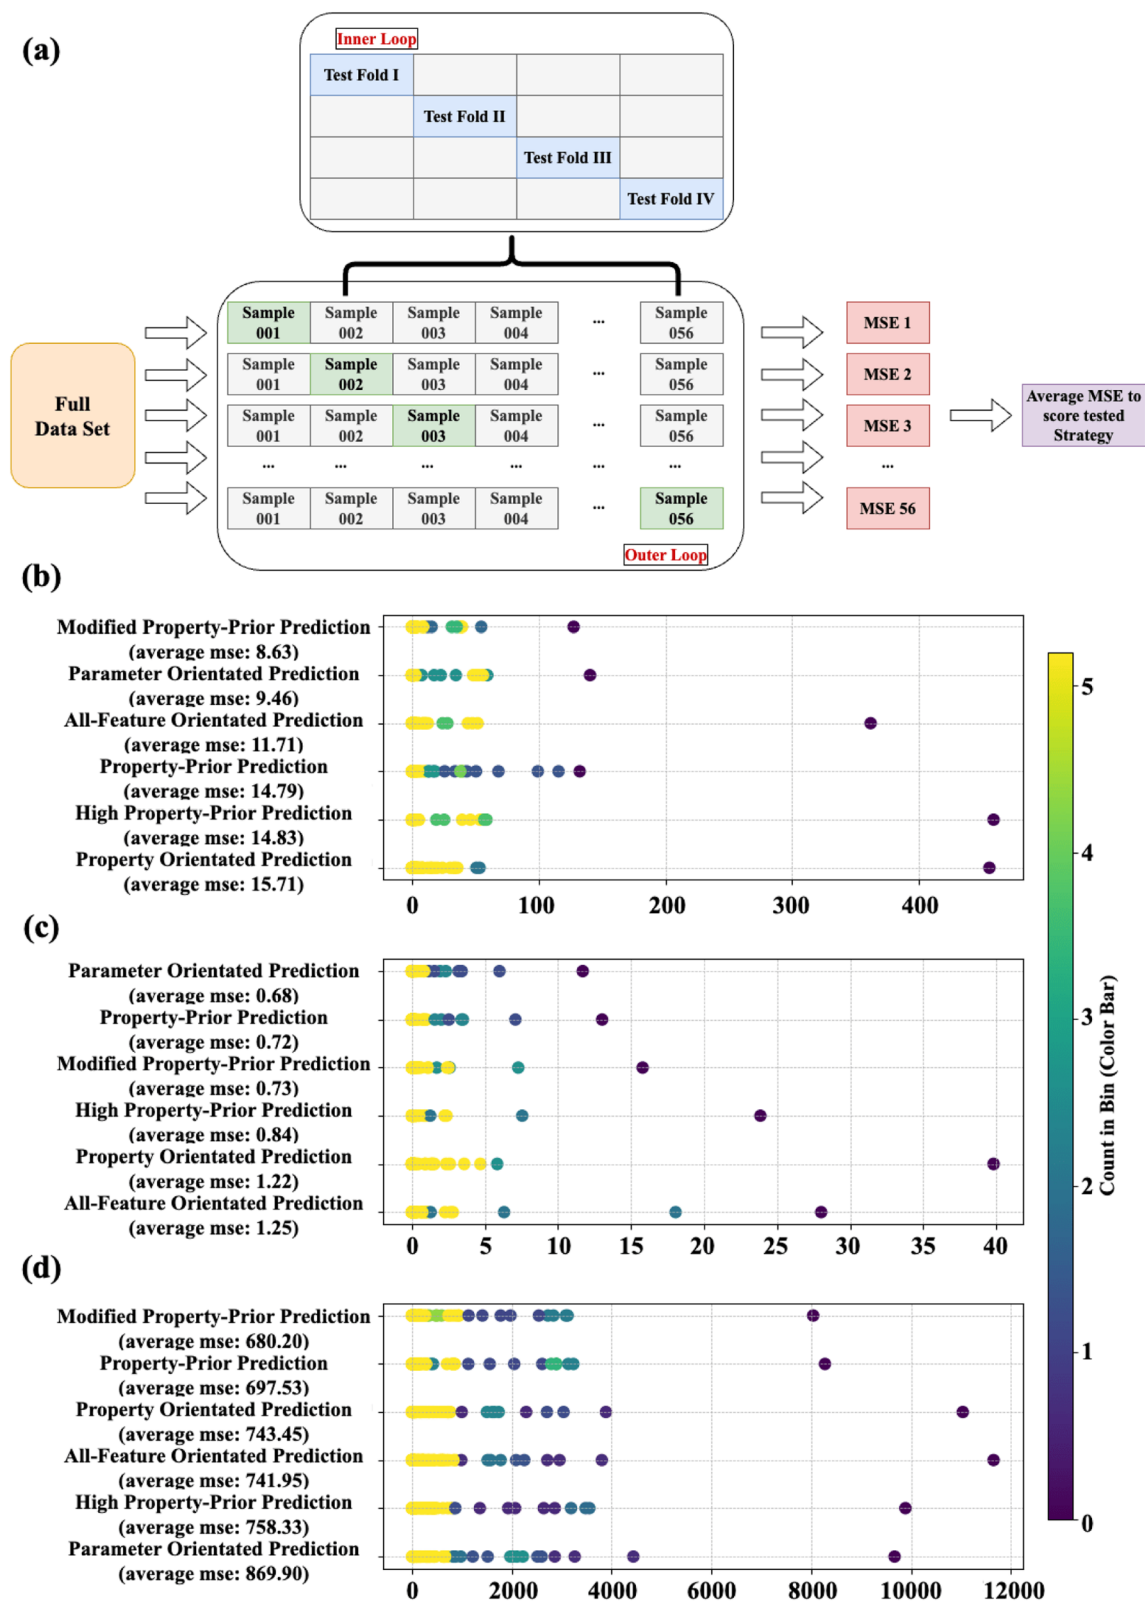 (a)
Inner Loop
Test Fold I
Test Fold II
Test Fold III
Test Fold IV
Full
Data Set
Sample
001
Sample
002
Sample
003
Sample
004
...
Sample
056
Sample
001
Sample
002
Sample
003
Sample
004
...
Sample
056
Sample
001
Sample
002
Sample
003
Sample
004
...
Sample
056
... ... ... ... ... ...
Sample
001
Sample
002
Sample
003
Sample
004
...
Sample
056
Outer Loop
MSE 1
MSE 2
MSE 3
...
MSE 56
Average MSE to
score tested
Strategy
(b)
Modified Property-Prior Prediction
(average mse: 8.63)
Parameter Orientated Prediction
(average mse: 9.46)
All-Feature Orientated Prediction
(average mse: 11.71)
Property-Prior Prediction
(average mse: 14.79)
High Property-Prior Prediction
(average mse: 14.83)
Property Orientated Prediction
(average mse: 15.71)
0 100 200 300 400
(c)
Parameter Orientated Prediction
(average mse: 0.68)
Property-Prior Prediction
(average mse: 0.72)
Modified Property-Prior Prediction
(average mse: 0.73)
High Property-Prior Prediction
(average mse: 0.84)
Property Orientated Prediction
(average mse: 1.22)
All-Feature Orientated Prediction
(average mse: 1.25)
0 5 10 15 20 25 30 35 40
(d)
Modified Property-Prior Prediction
(average mse: 680.20)
Property-Prior Prediction
(average mse: 697.53)
Property Orientated Prediction
(average mse: 743.45)
All-Feature Orientated Prediction
(average mse: 741.95)
High Property-Prior Prediction
(average mse: 758.33)
Parameter Orientated Prediction
(average mse: 869.90)
0 2000 4000 6000 8000 10000 12000
5
4
3
2
1
0
Count in Bin (Color Bar)